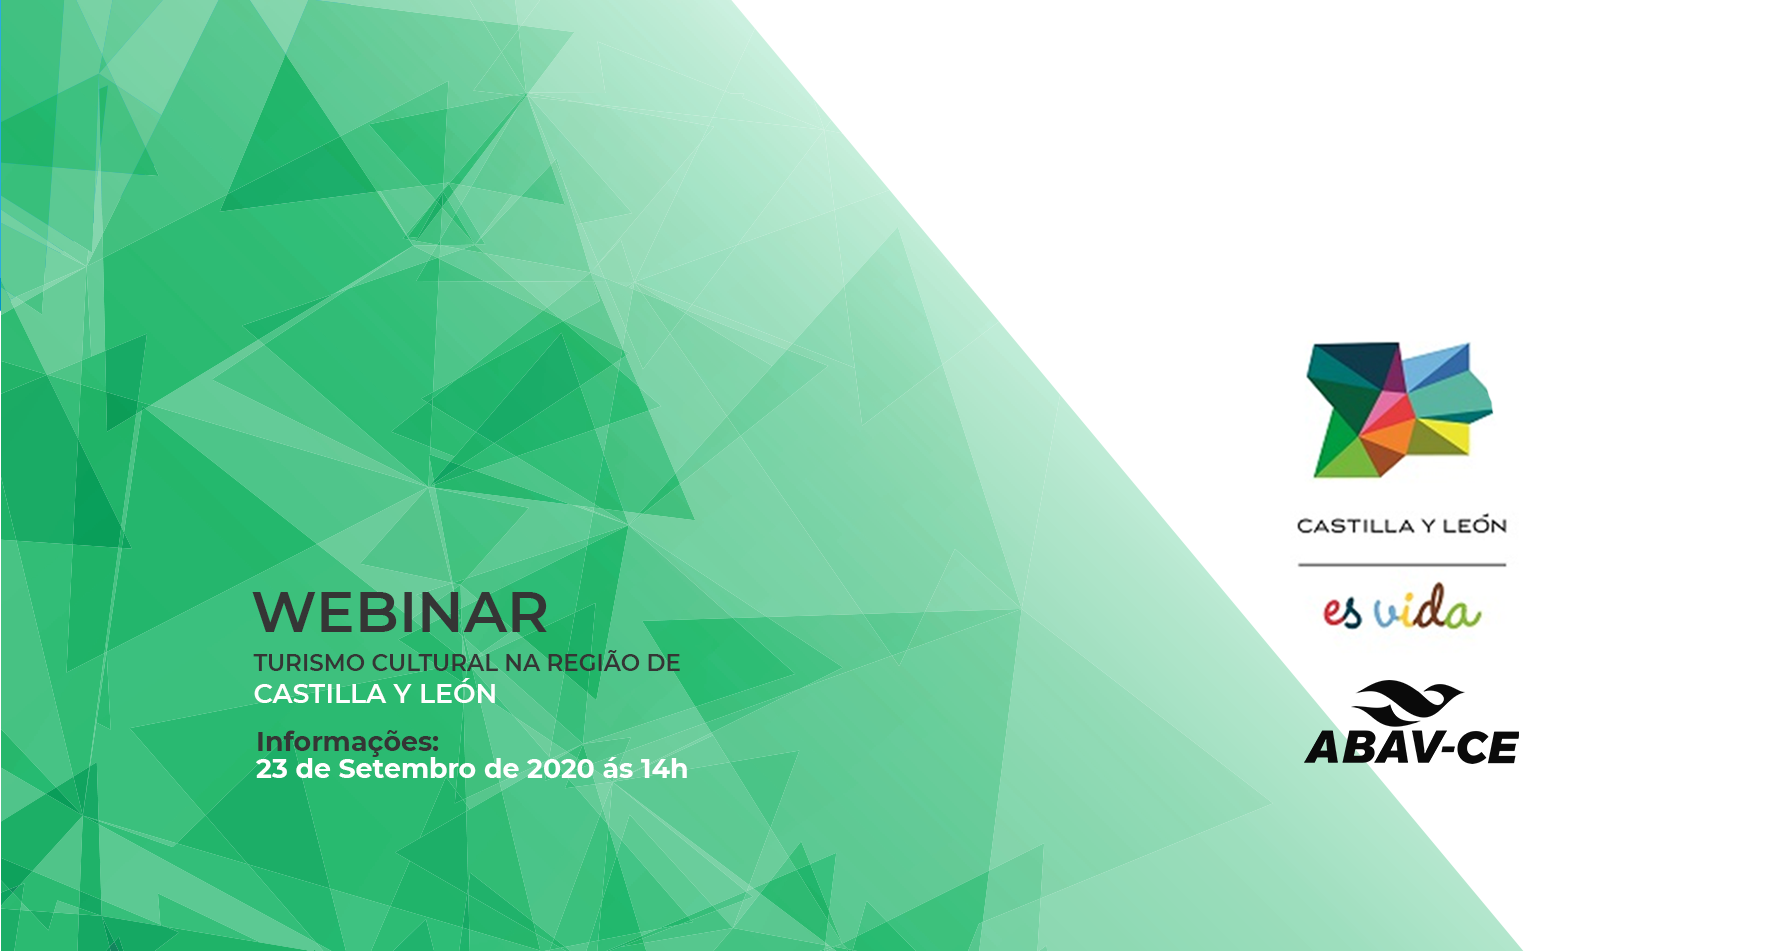 WEBINAR
TURISMO CULTURAL NA REGIÃO DE
CASTILLA Y LEÓN
Informações:
23 de Setembro de 2020 ás 14h
CASTILLA Y LEÓN
es vida
ABAV-CE